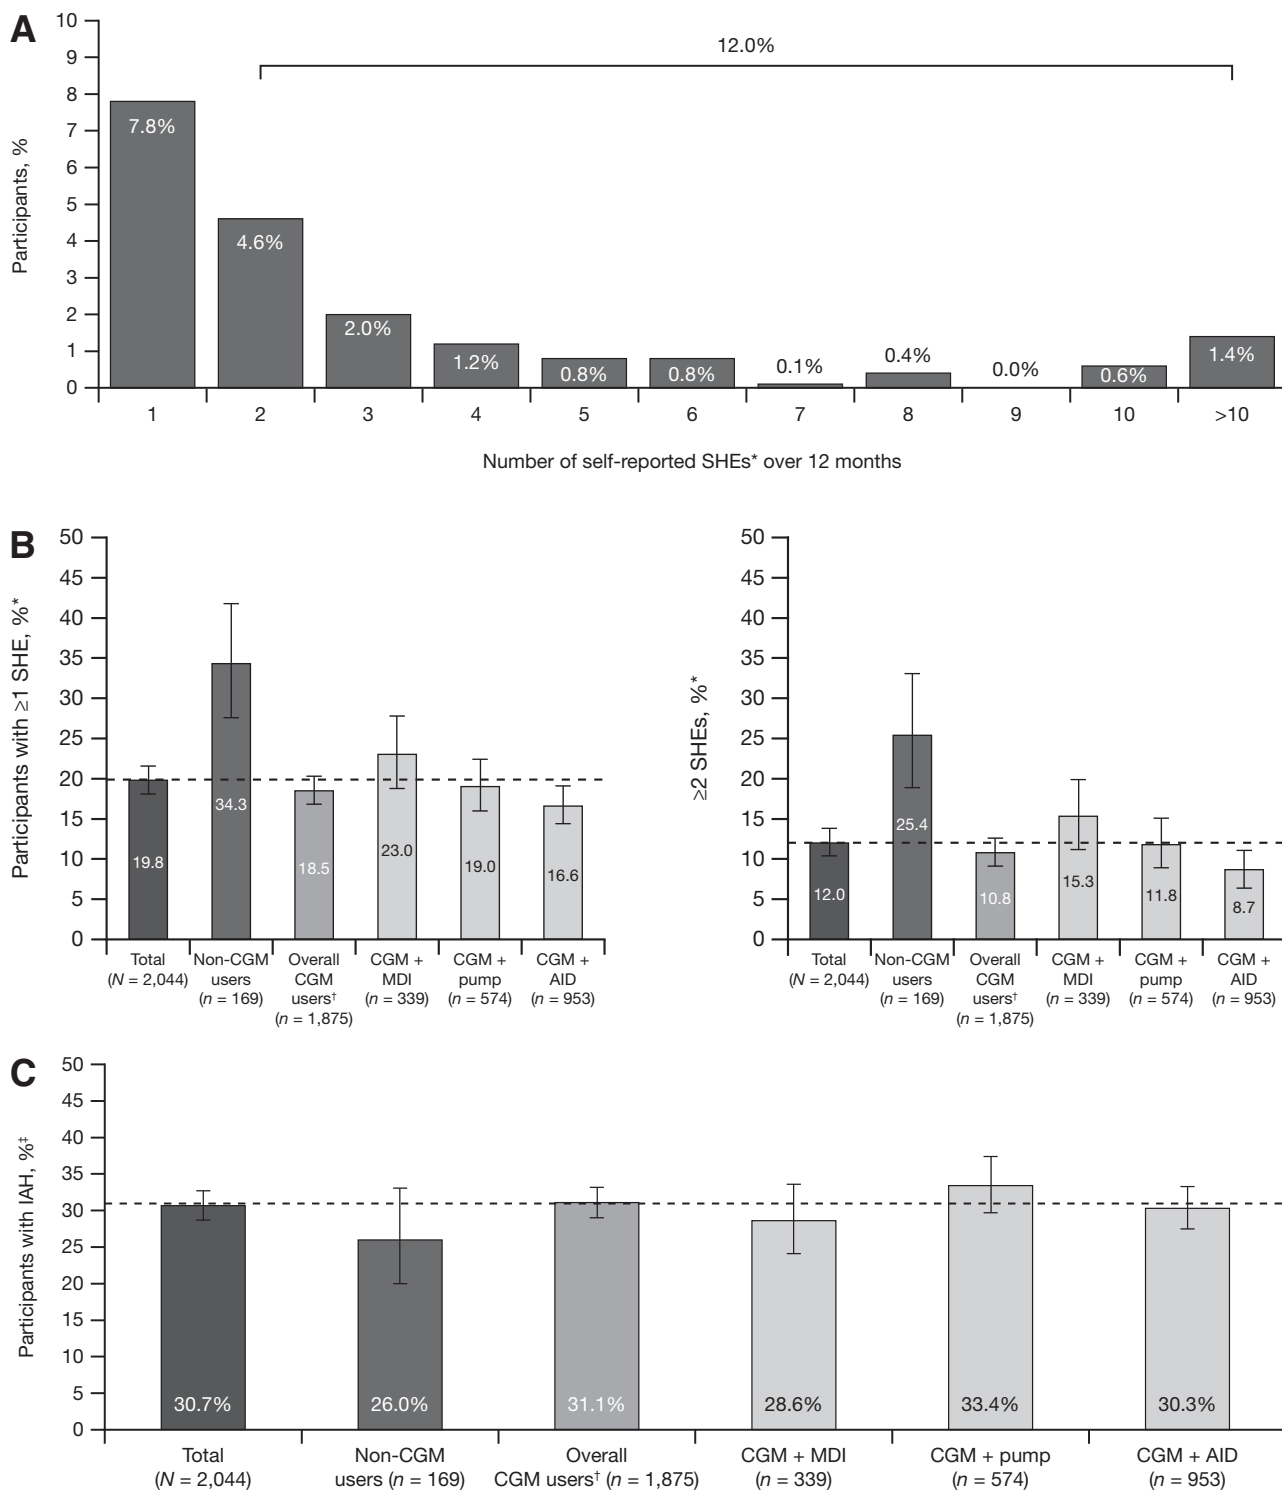 A
10
9
8
7
6
5
4
3
2
1
0
Participants, %
12.0%
7.8%
4.6%
2.0%
1.2%
0.8%
0.8%
0.1%
0.4%
0.0%
0.6%
1.4%
1 2 3 4 5 6 7 8 9 10 >10
Number of self-reported SHEs* over 12 months
B
50
45
40
35
30
25
20
15
10
5
0
Participants with ≥1 SHE, %*
19.8
34.3
18.5
23.0
19.0
16.6
Total
(N = 2,044)
Non-CGM
users
(n = 169)
Overall
CGM
users†
(n = 1,875)
CGM +
MDI
(n = 339)
CGM +
pump
(n = 574)
CGM +
AID
(n = 953)
50
45
40
35
30
25
20
15
10
5
0
≥2 SHEs, %*
12.0
25.4
10.8
15.3
11.8
8.7
Total
(N = 2,044)
Non-CGM
users
(n = 169)
Overall
CGM
users†
(n = 1,875)
CGM +
MDI
(n = 339)
CGM +
pump
(n = 574)
CGM +
AID
(n = 953)
C
50
45
40
35
30
25
20
15
10
5
0
Participants with IAH, %‡
30.7%
26.0%
31.1%
28.6%
33.4%
30.3%
Total
(N = 2,044)
Non-CGM
users (n = 169)
Overall
CGM users† (n = 1,875)
CGM + MDI
(n = 339)
CGM + pump
(n = 574)
CGM + AID
(n = 953)